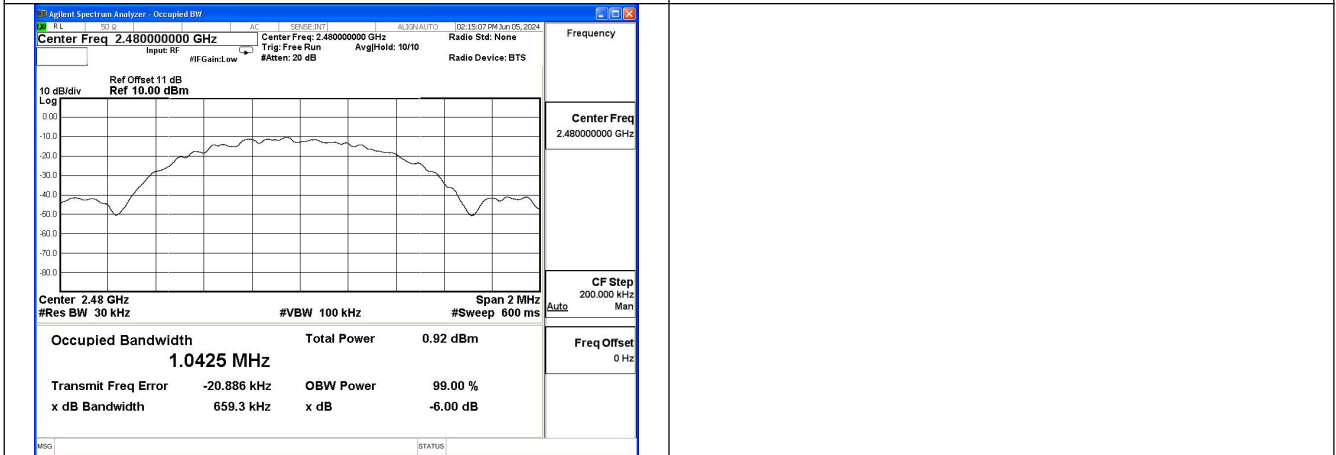 Agilent Spectrum Analyzer - Occupied BW
RL 50 Ω AC SENSE:INT ALIGN AUTO 02:15:07 PM Jun 05, 2024
Center Freq 2.480000000 GHz
Input: RF
#IFGain:Low
Center Freq: 2.480000000 GHz
Trig: Free Run Avg|Hold: 10/10
#Atten: 20 dB
Radio Std: None
Radio Device: BTS
Frequency
Ref Offset 11 dB
10 dB/div Ref 10.00 dBm
Log
0.00
-10.0
-20.0
-30.0
-40.0
-50.0
-60.0
-70.0
-80.0
Center Freq
2.480000000 GHz
Center 2.48 GHz Span 2 MHz
#Res BW 30 kHz #VBW 100 kHz #Sweep 600 ms
CF Step
200.000 kHz
Auto Man
Occupied Bandwidth Total Power 0.92 dBm
1.0425 MHz
Transmit Freq Error -20.886 kHz OBW Power 99.00 %
x dB Bandwidth 659.3 kHz x dB -6.00 dB
Freq Offset
0 Hz
MSG STATUS